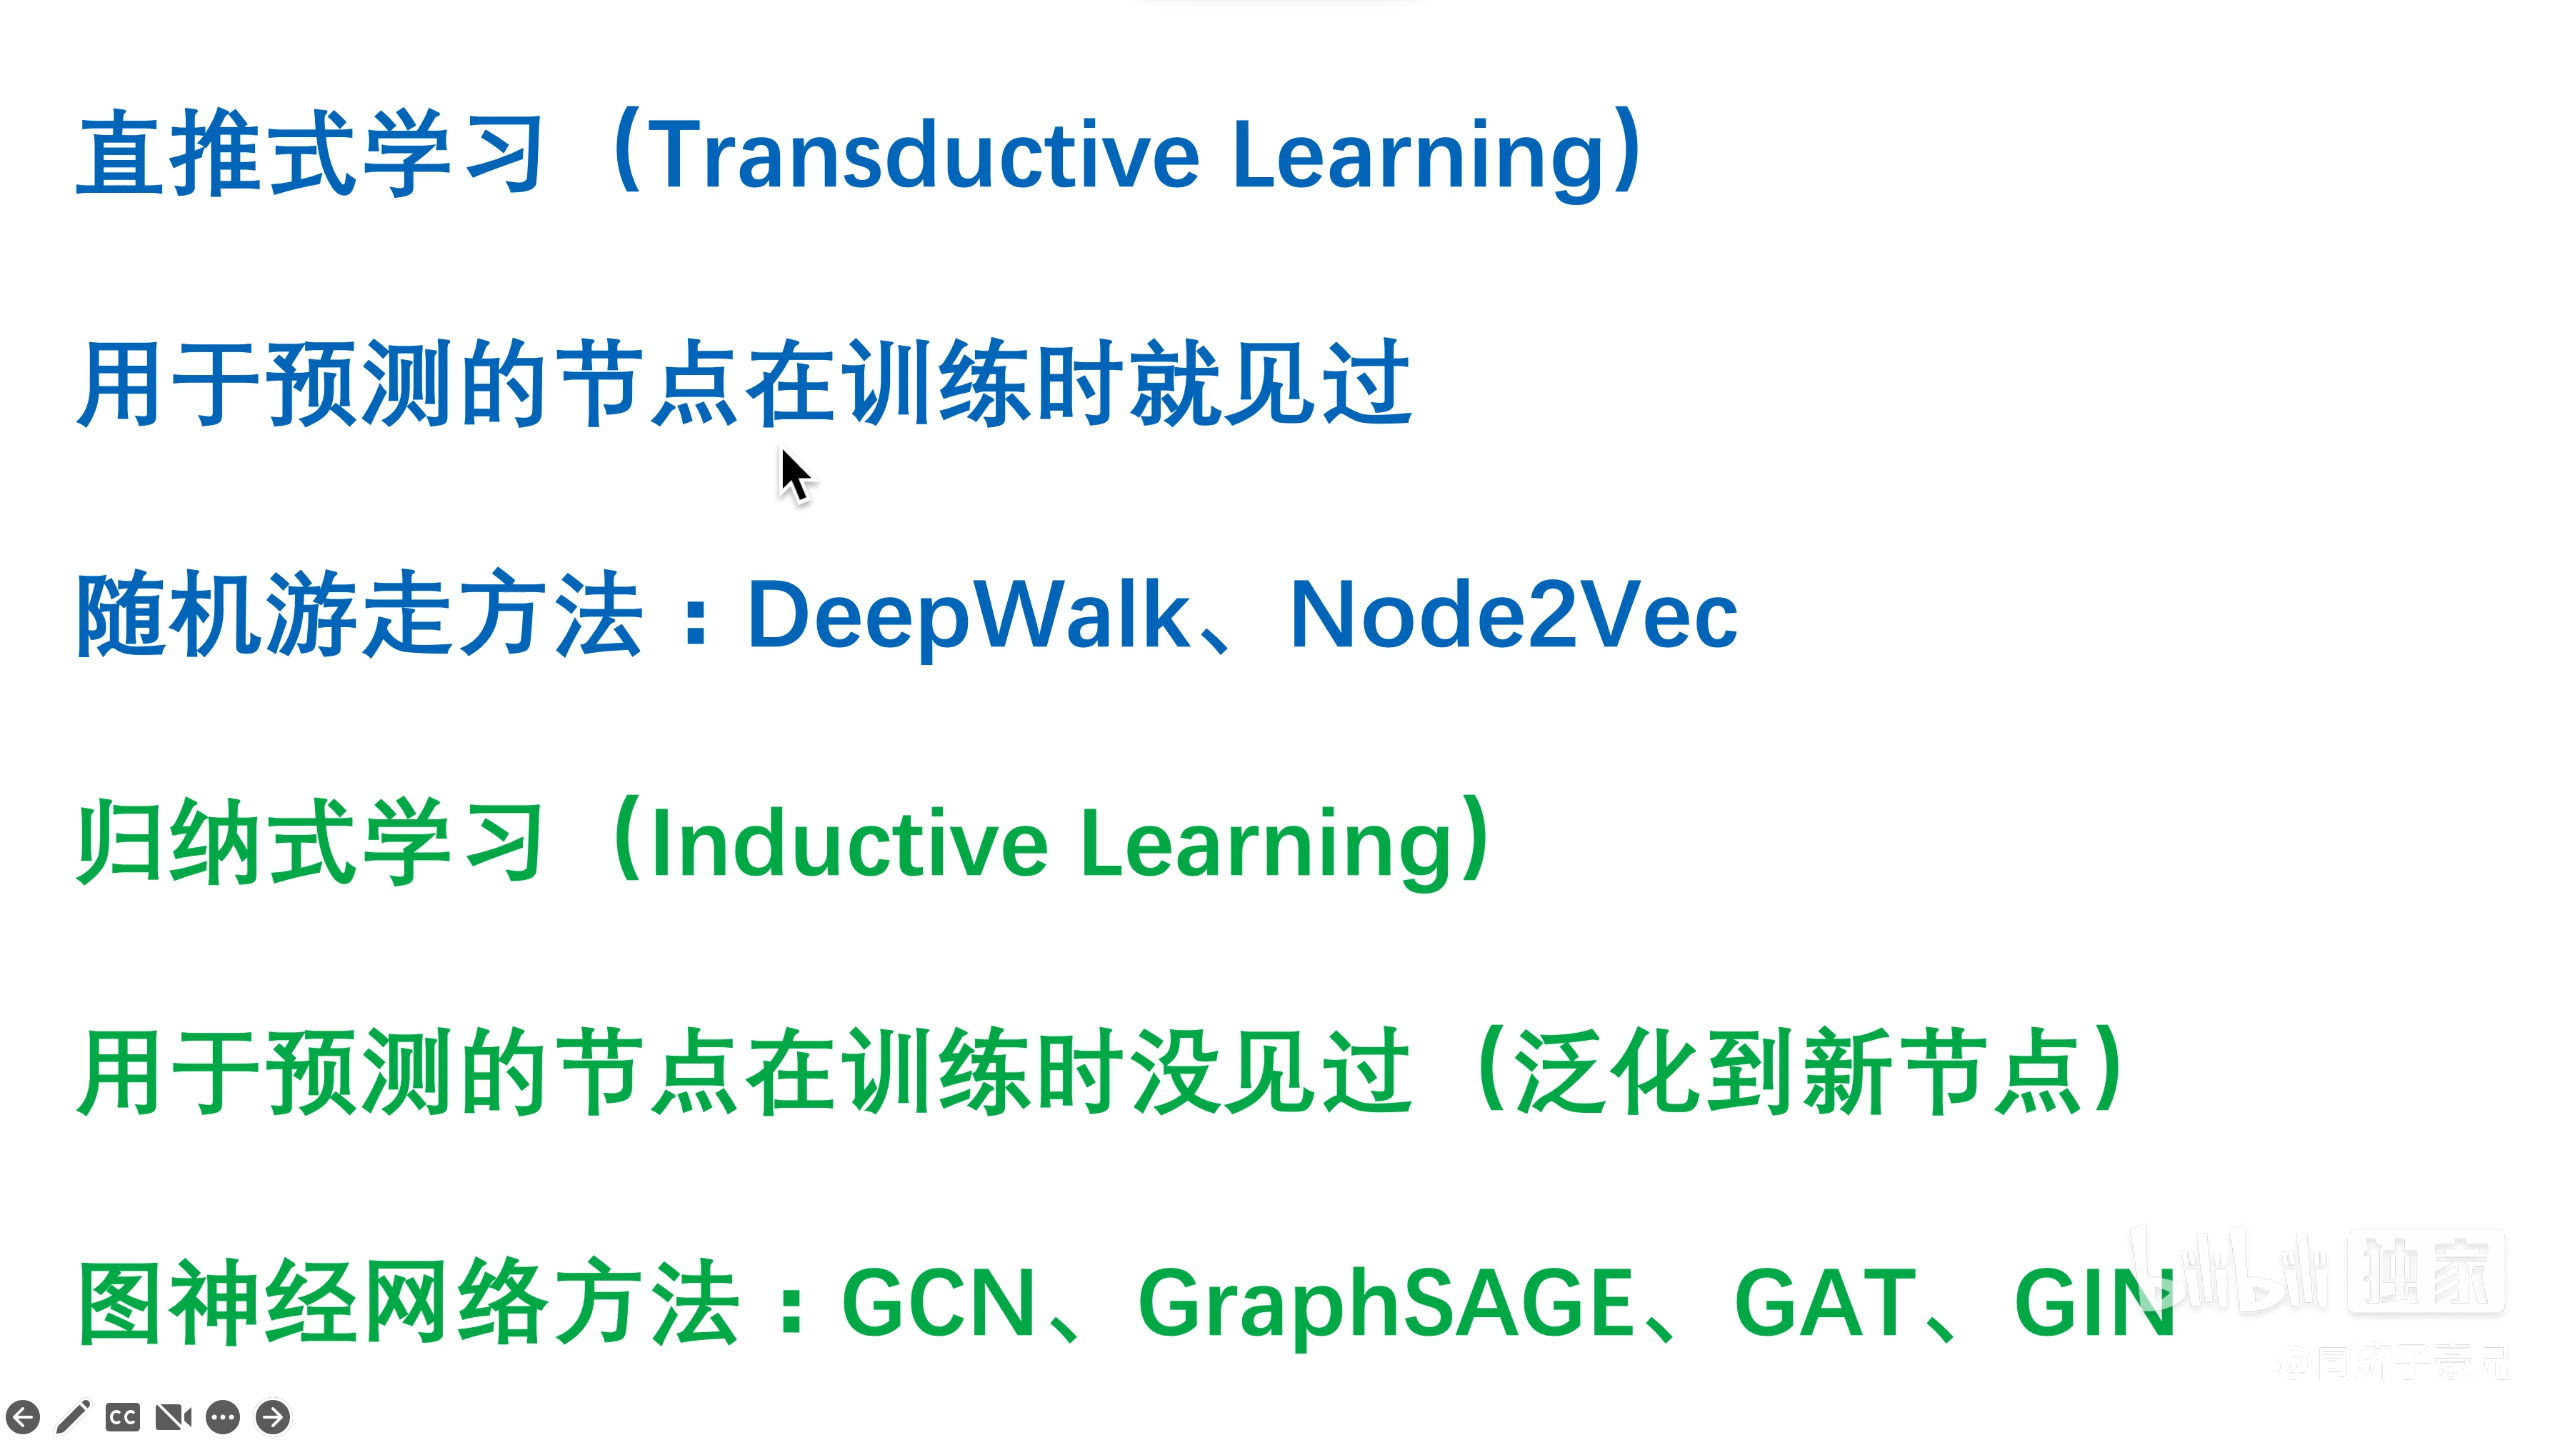 直推式学习（Transductive Learning）
用于预测的节点在训练时就见过
随机游走方法：DeepWalk、Node2Vec
归纳式学习（Inductive Learning）
用于预测的节点在训练时没见过（泛化到新节点）
图神经网络方法：GCN、GraphSAGE、GAT、GIN
bilibili 独家
@同济子豪兄
CC